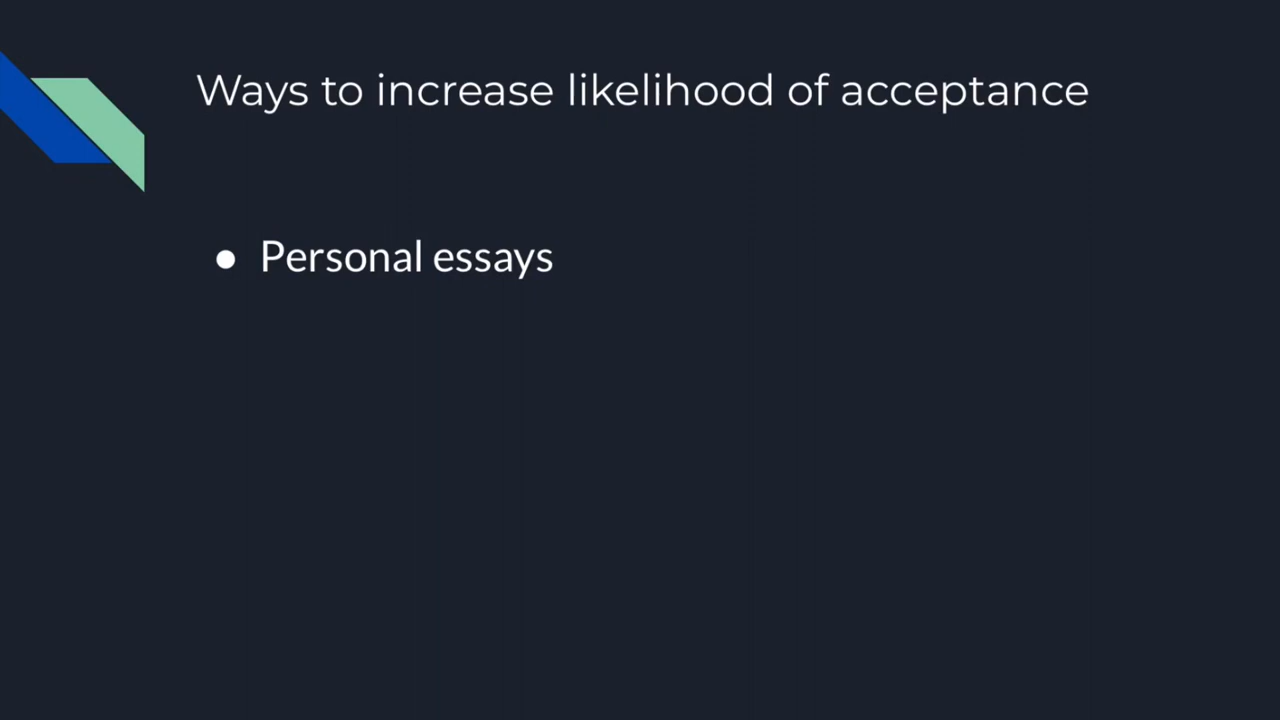 Ways to increase likelihood of acceptance
● Personal essays